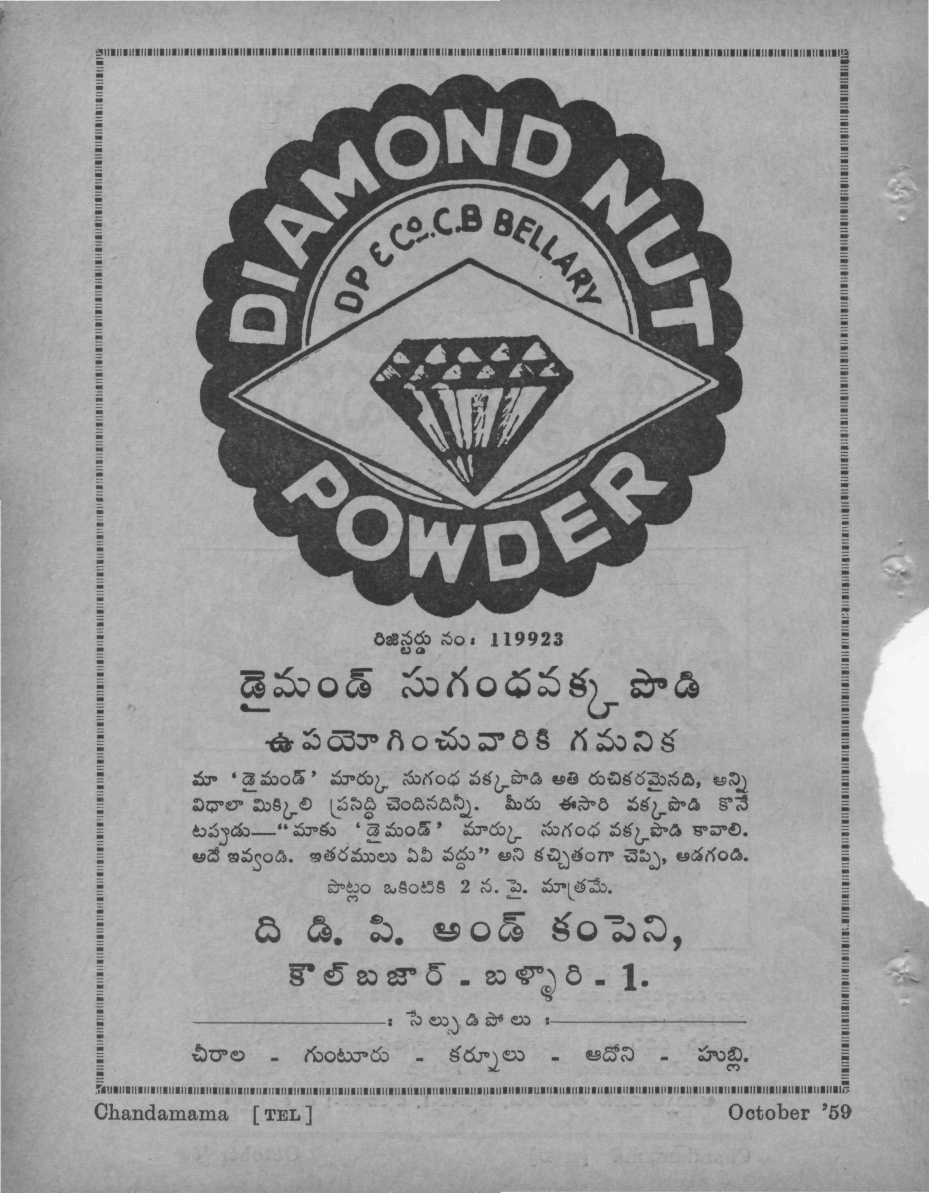 DIAMOND NUT
DP & Co. C.B BELLARY
POWDER
రిజిస్టర్డు నం: 119923
డైమండ్ సుగంధవక్క పొడి
ఉపయోగించువారికి గమనిక
మా ‘డైమండ్’ మార్కు సుగంధ వక్కపొడి అతి రుచికరమైనది, అన్ని
విధాలా మిక్కిలి ప్రసిద్ధి చెందినదిన్నీ. మీరు ఈసారి వక్కపొడి కొనే
టప్పుడు—“మాకు ‘డైమండ్’ మార్కు సుగంధ వక్కపొడి కావాలి.
అదే ఇవ్వండి. ఇతరములు ఏవీ వద్దు” అని కచ్చితంగా చెప్పి, అడగండి.
పొట్లం ఒకింటికి 2 న. పై. మాత్రమే.
ది డి. పి. అండ్ కంపెని,
కౌల్‌బజార్ - బళ్ళారి - 1.
: సేల్సుడిపోలు :
చీరాల - గుంటూరు - కర్నూలు - ఆదోని - హుబ్లి.
Chandamama [TEL] October '59